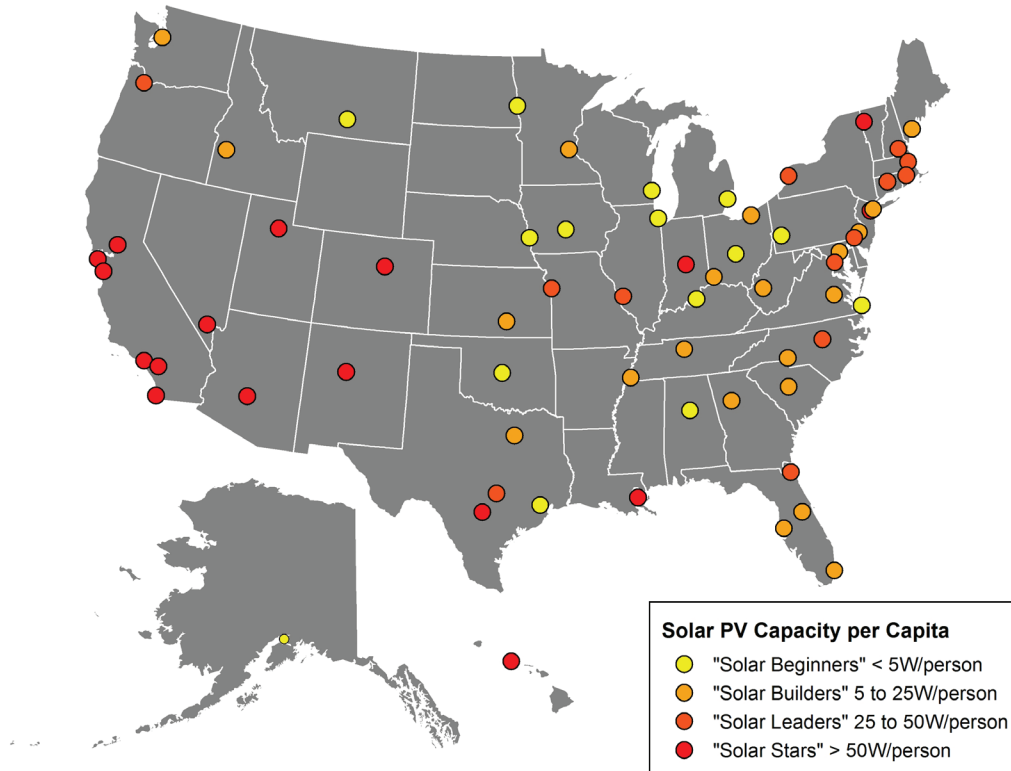 Solar PV Capacity per Capita
"Solar Beginners" < 5W/person
"Solar Builders" 5 to 25W/person
"Solar Leaders" 25 to 50W/person
"Solar Stars" > 50W/person